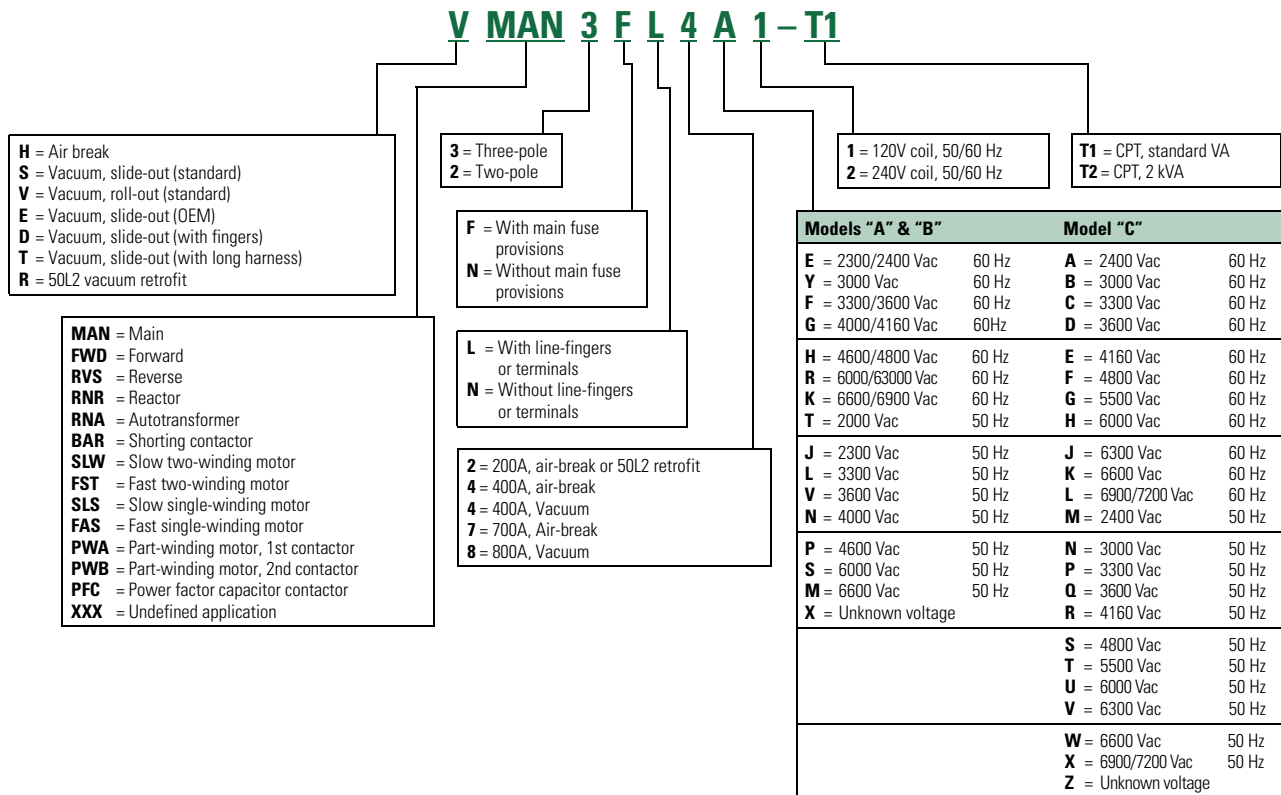 V MAN 3 F L 4 A 1 – T1
H = Air break
S = Vacuum, slide-out (standard)
V = Vacuum, roll-out (standard)
E = Vacuum, slide-out (OEM)
D = Vacuum, slide-out (with fingers)
T = Vacuum, slide-out (with long harness)
R = 50L2 vacuum retrofit
MAN = Main
FWD = Forward
RVS = Reverse
RNR = Reactor
RNA = Autotransformer
BAR = Shorting contactor
SLW = Slow two-winding motor
FST = Fast two-winding motor
SLS = Slow single-winding motor
FAS = Fast single-winding motor
PWA = Part-winding motor, 1st contactor
PWB = Part-winding motor, 2nd contactor
PFC = Power factor capacitor contactor
XXX = Undefined application
3 = Three-pole
2 = Two-pole
F = With main fuse
provisions
N = Without main fuse
provisions
L = With line-fingers
or terminals
N = Without line-fingers
or terminals
2 = 200A, air-break or 50L2 retrofit
4 = 400A, air-break
4 = 400A, Vacuum
7 = 700A, Air-break
8 = 800A, Vacuum
1 = 120V coil, 50/60 Hz
2 = 240V coil, 50/60 Hz
T1 = CPT, standard VA
T2 = CPT, 2 kVA
Models "A" & "B" Model "C"
E = 2300/2400 Vac 60 Hz A = 2400 Vac 60 Hz
Y = 3000 Vac 60 Hz B = 3000 Vac 60 Hz
F = 3300/3600 Vac 60 Hz C = 3300 Vac 60 Hz
G = 4000/4160 Vac 60Hz D = 3600 Vac 60 Hz
H = 4600/4800 Vac 60 Hz E = 4160 Vac 60 Hz
R = 6000/63000 Vac 60 Hz F = 4800 Vac 60 Hz
K = 6600/6900 Vac 60 Hz G = 5500 Vac 60 Hz
T = 2000 Vac 50 Hz H = 6000 Vac 60 Hz
J = 2300 Vac 50 Hz J = 6300 Vac 60 Hz
L = 3300 Vac 50 Hz K = 6600 Vac 60 Hz
V = 3600 Vac 50 Hz L = 6900/7200 Vac 60 Hz
N = 4000 Vac 50 Hz M = 2400 Vac 50 Hz
P = 4600 Vac 50 Hz N = 3000 Vac 50 Hz
S = 6000 Vac 50 Hz P = 3300 Vac 50 Hz
M = 6600 Vac 50 Hz Q = 3600 Vac 50 Hz
X = Unknown voltage R = 4160 Vac 50 Hz
S = 4800 Vac 50 Hz
T = 5500 Vac 50 Hz
U = 6000 Vac 50 Hz
V = 6300 Vac 50 Hz
W = 6600 Vac 50 Hz
X = 6900/7200 Vac 50 Hz
Z = Unknown voltage